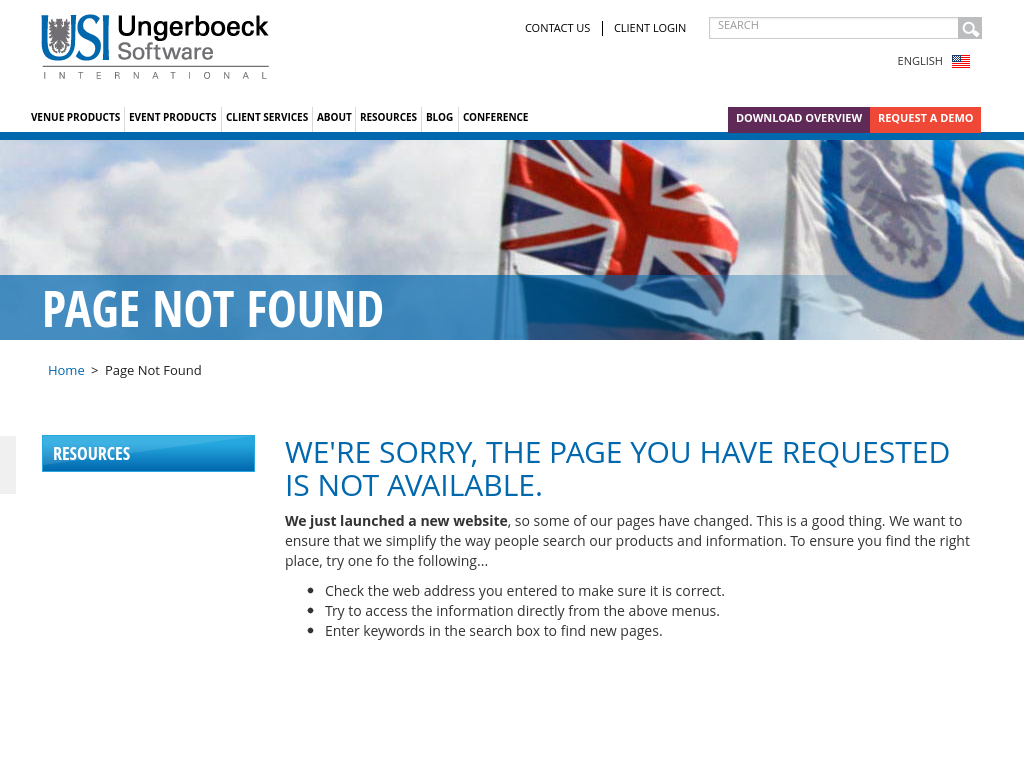 USI Ungerboeck
Software
INTERNATIONAL
CONTACT US
CLIENT LOGIN
SEARCH
ENGLISH
VENUE PRODUCTS
EVENT PRODUCTS
CLIENT SERVICES
ABOUT
RESOURCES
BLOG
CONFERENCE
DOWNLOAD OVERVIEW
REQUEST A DEMO
PAGE NOT FOUND
Home > Page Not Found
RESOURCES
WE'RE SORRY, THE PAGE YOU HAVE REQUESTED
IS NOT AVAILABLE.
We just launched a new website, so some of our pages have changed. This is a good thing. We want to
ensure that we simplify the way people search our products and information. To ensure you find the right
place, try one fo the following...
Check the web address you entered to make sure it is correct.
Try to access the information directly from the above menus.
Enter keywords in the search box to find new pages.